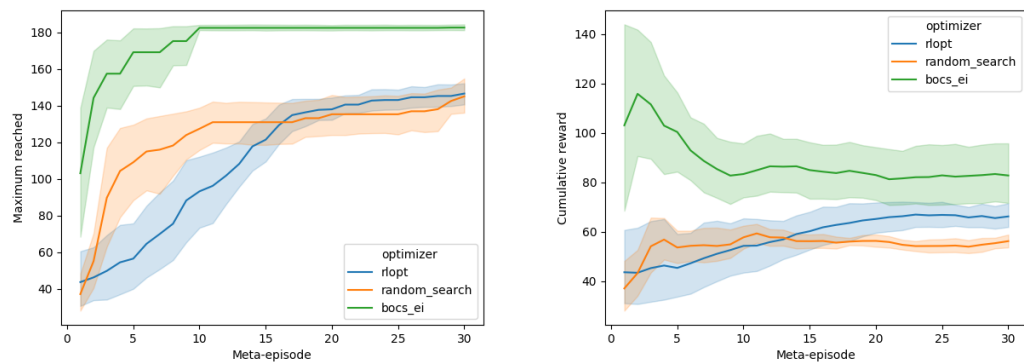 180
160
140
120
100
80
60
40
Maximum reached
0
5
10
15
20
25
30
Meta-episode
optimizer
rlopt
random_search
bocs_ei
140
120
100
80
60
40
Cumulative reward
0
5
10
15
20
25
30
Meta-episode
optimizer
rlopt
random_search
bocs_ei